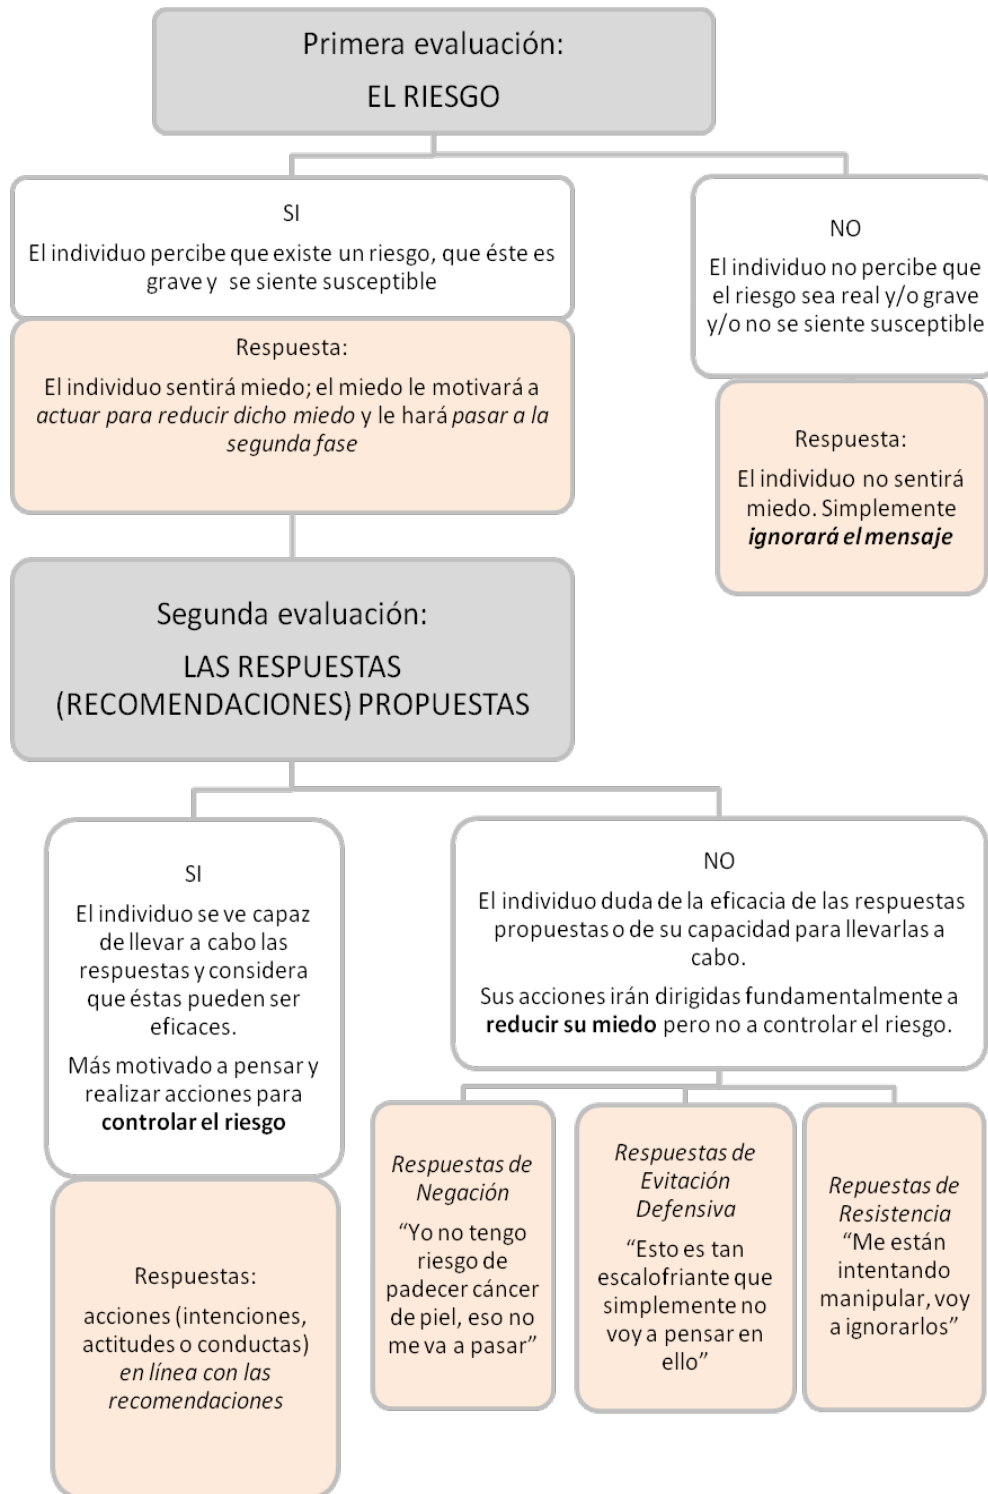 Primera evaluación:
EL RIESGO
SI
El individuo percibe que existe un riesgo, que éste es
grave y se siente susceptible
Respuesta:
El individuo sentirá miedo; el miedo le motivará a
actuar para reducir dicho miedo y le hará pasar a la
segunda fase
NO
El individuo no percibe que
el riesgo sea real y/o grave
y/o no se siente susceptible
Respuesta:
El individuo no sentirá
miedo. Simplemente
ignorará el mensaje
Segunda evaluación:
LAS RESPUESTAS
(RECOMENDACIONES) PROPUESTAS
SI
El individuo se ve capaz
de llevar a cabo las
respuestas y considera
que éstas pueden ser
eficaces.
Más motivado a pensar y
realizar acciones para
controlar el riesgo
Respuestas:
acciones (intenciones,
actitudes o conductas)
en línea con las
recomendaciones
NO
El individuo duda de la eficacia de las respuestas
propuestas o de su capacidad para llevarlas a
cabo.
Sus acciones irán dirigidas fundamentalmente a
reducir su miedo pero no a controlar el riesgo.
Respuestas de
Negación
“Yo no tengo
riesgo de
padecer cáncer
de piel, eso no
me va a pasar”
Respuestas de
Evitación
Defensiva
“Esto es tan
escalofriante que
simplemente no
voy a pensar en
ello”
Repuestas de
Resistencia
“Me están
intentando
manipular, voy
a ignorarlos”